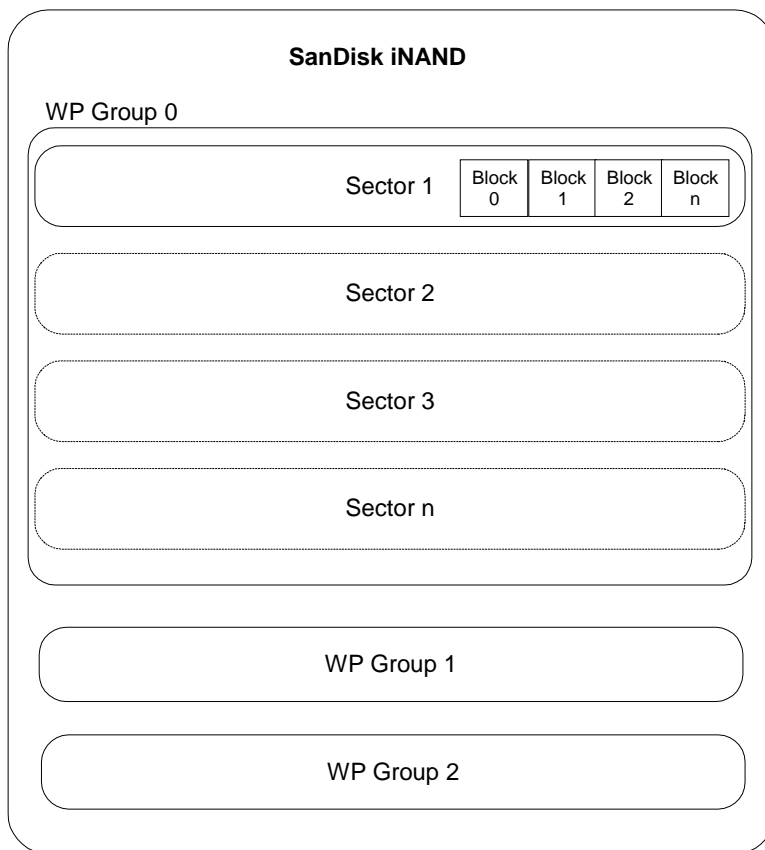 SanDisk iNAND
WP Group 0
Sector 1
Block
0
Block
1
Block
2
Block
n
Sector 2
Sector 3
Sector n
WP Group 1
WP Group 2